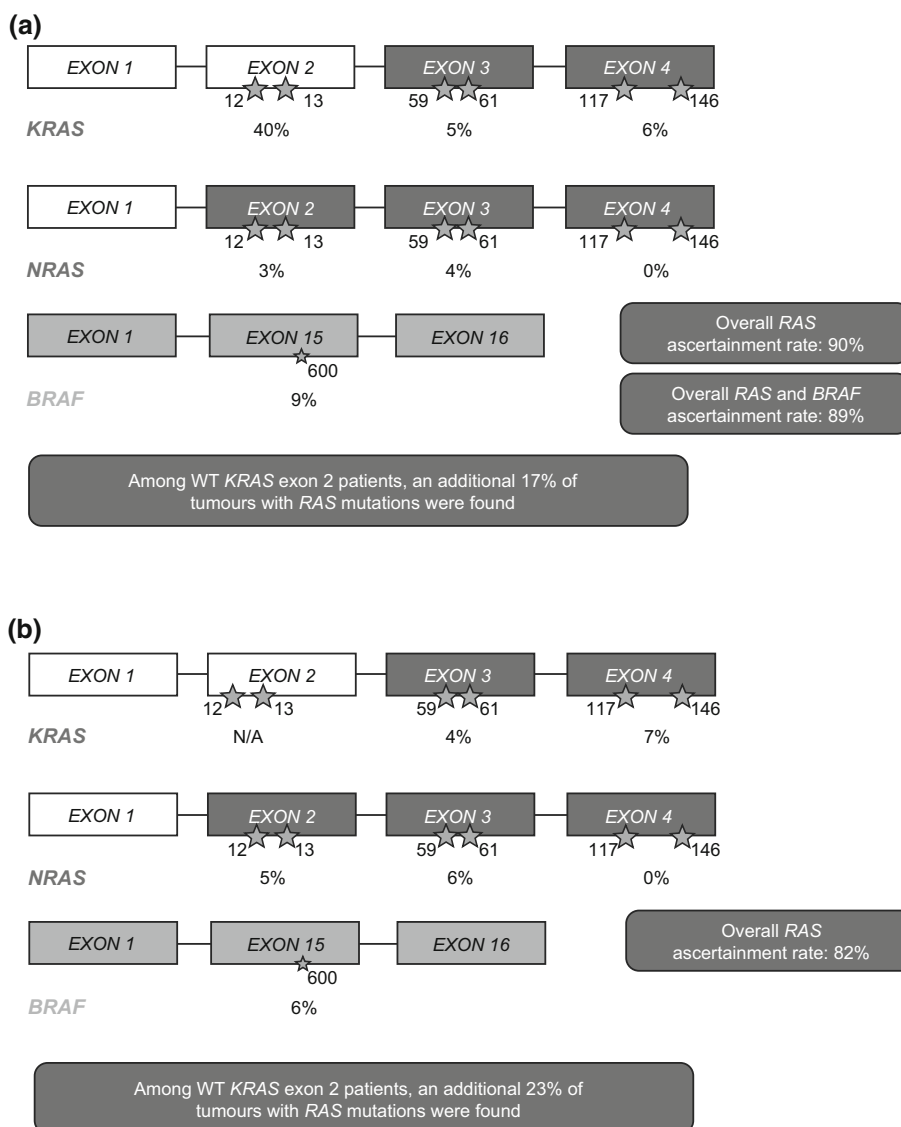 (a)
EXON 1 EXON 2 EXON 3 EXON 4
12 13 59 61 117 146
KRAS 40% 5% 6%
EXON 1 EXON 2 EXON 3 EXON 4
12 13 59 61 117 146
NRAS 3% 4% 0%
EXON 1 EXON 15 EXON 16
600
BRAF 9%
Overall RAS
ascertainment rate: 90%
Overall RAS and BRAF
ascertainment rate: 89%
Among WT KRAS exon 2 patients, an additional 17% of
tumours with RAS mutations were found
(b)
EXON 1 EXON 2 EXON 3 EXON 4
12 13 59 61 117 146
KRAS N/A 4% 7%
EXON 1 EXON 2 EXON 3 EXON 4
12 13 59 61 117 146
NRAS 5% 6% 0%
EXON 1 EXON 15 EXON 16
600
BRAF 6%
Overall RAS
ascertainment rate: 82%
Among WT KRAS exon 2 patients, an additional 23% of
tumours with RAS mutations were found